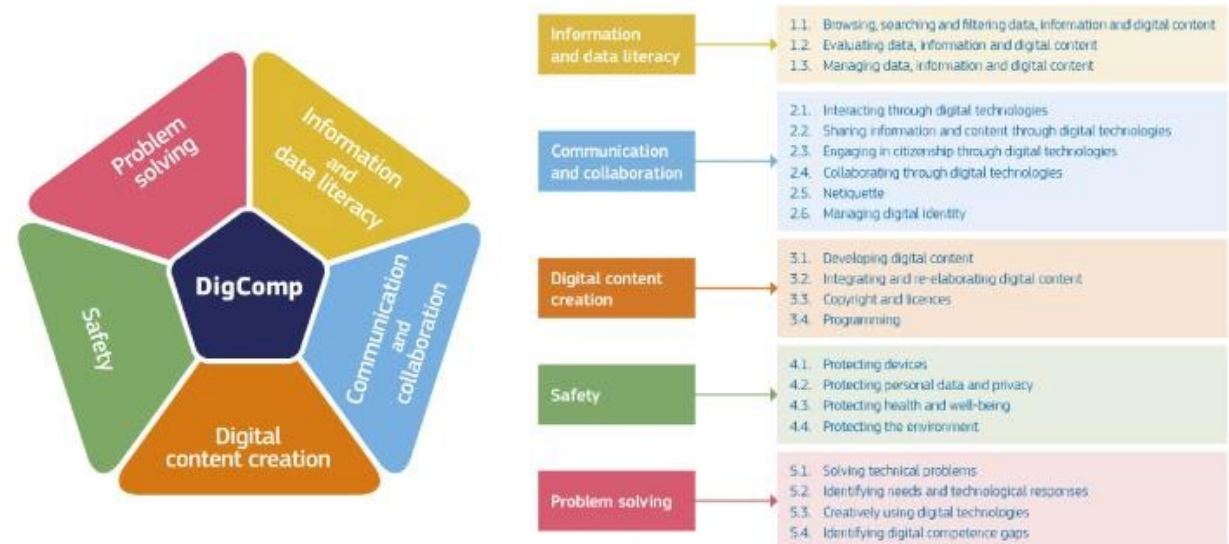 Problem
solving
Information
and
data literacy
DigComp
Safety
Communication
and
collaboration
Digital
content creation
Information
and data literacy
1.1. Browsing, searching and filtering data, information and digital content
1.2. Evaluating data, information and digital content
1.3. Managing data, information and digital content
Communication
and collaboration
2.1. Interacting through digital technologies
2.2. Sharing information and content through digital technologies
2.3. Engaging in citizenship through digital technologies
2.4. Collaborating through digital technologies
2.5. Netiquette
2.6. Managing digital identity
Digital content
creation
3.1. Developing digital content
3.2. Integrating and re-elaborating digital content
3.3. Copyright and licences
3.4. Programming
Safety
4.1. Protecting devices
4.2. Protecting personal data and privacy
4.3. Protecting health and well-being
4.4. Protecting the environment
Problem solving
5.1. Solving technical problems
5.2. Identifying needs and technological responses
5.3. Creatively using digital technologies
5.4. Identifying digital competence gaps